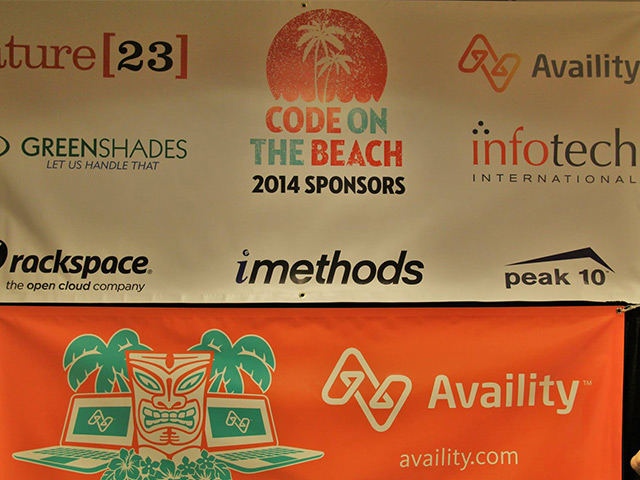 ature[23]
CODE ON
THE BEACH
2014 SPONSORS
Availity
GREENSHADES
LET US HANDLE THAT
infotech
INTERNATIONAL
rackspace®
the open cloud company
imethods
peak 10
Availity™
availity.com